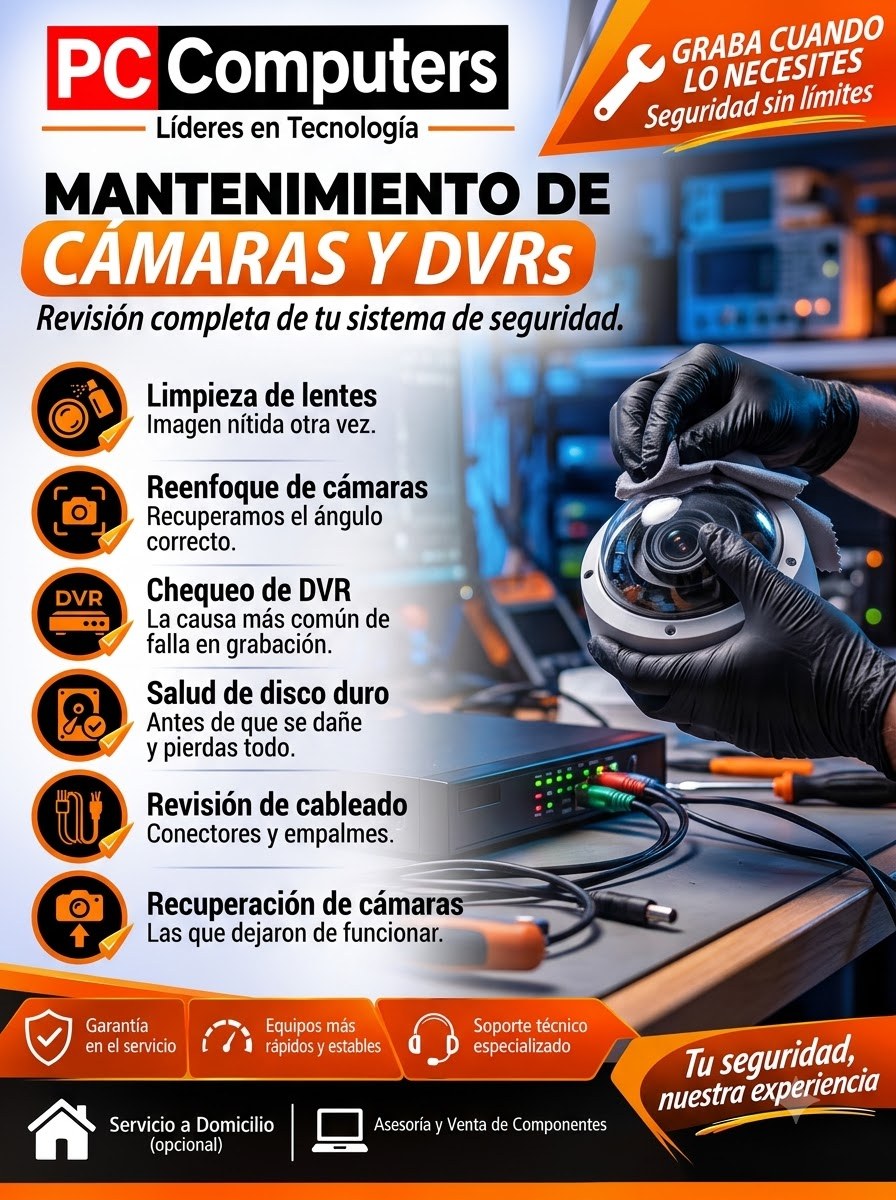 PC Computers
Líderes en Tecnología
GRABA CUANDO
LO NECESITES
Seguridad sin límites
MANTENIMIENTO DE
CÁMARAS Y DVRs
Revisión completa de tu sistema de seguridad.
Limpieza de lentes
Imagen nítida otra vez.
Reenfoque de cámaras
Recuperamos el ángulo
correcto.
DVR
Chequeo de DVR
La causa más común de
falla en grabación.
Salud de disco duro
Antes de que se dañe
y pierdas todo.
Revisión de cableado
Conectores y empalmes.
Recuperación de cámaras
Las que dejaron de funcionar.
Garantía
en el servicio
Equipos más
rápidos y estables
Soporte técnico
especializado
Tu seguridad,
nuestra experiencia
Servicio a Domicilio
(opcional)
Asesoría y Venta de Componentes